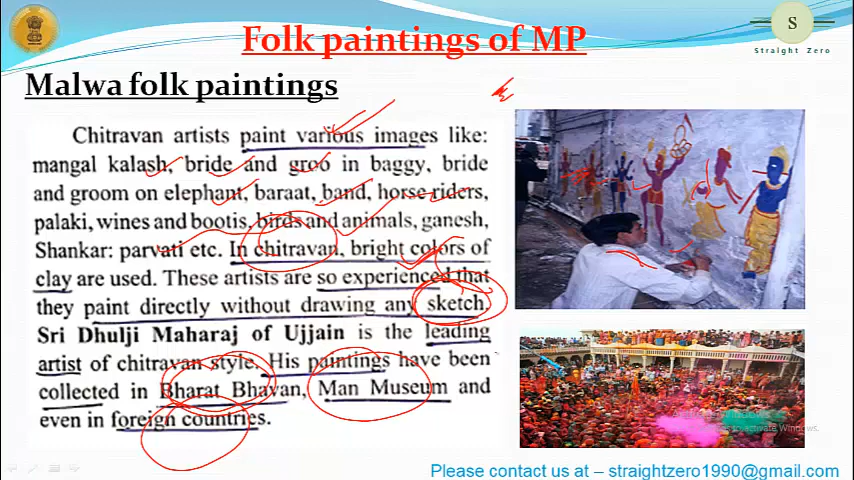 Folk paintings of MP
S
Straight Zero
Malwa folk paintings
Chitravan artists paint various images like:
mangal kalash, bride and groo in baggy, bride
and groom on elephant, baraat, band, horse riders,
palaki, wines and bootis, birds and animals, ganesh,
Shankar: parvati etc. In chitravan, bright colors of
clay are used. These artists are so experienced that
they paint directly without drawing any sketch.
Sri Dhulji Maharaj of Ujjain is the leading
artist of chitravan style. His paintings have been
collected in Bharat Bhavan, Man Museum and
even in foreign countries.
Please contact us at – straightzero1990@gmail.com